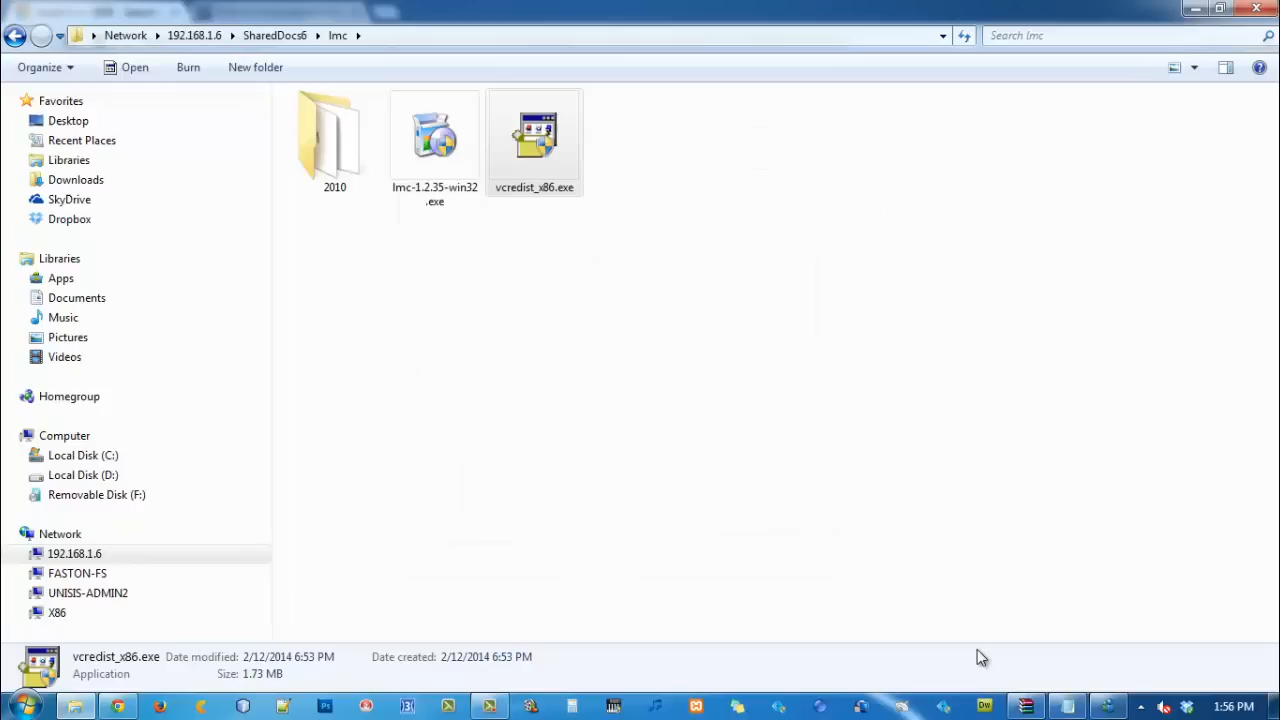 Network 192.168.1.6 SharedDocs6 lmc Search lmc
Organize Open Burn New folder
Favorites
Desktop
Recent Places
Libraries
Downloads
SkyDrive
Dropbox
Libraries
Apps
Documents
Music
Pictures
Videos
Homegroup
Computer
Local Disk (C:)
Local Disk (D:)
Removable Disk (F:)
Network
192.168.1.6
FASTON-FS
UNISIS-ADMIN2
X86
2010
lmc-1.2.35-win32
.exe
vcredist_x86.exe
vcredist_x86.exe Date modified: 2/12/2014 6:53 PM Date created: 2/12/2014 6:53 PM
Application Size: 1.73 MB
Ps
Dw
1:56 PM